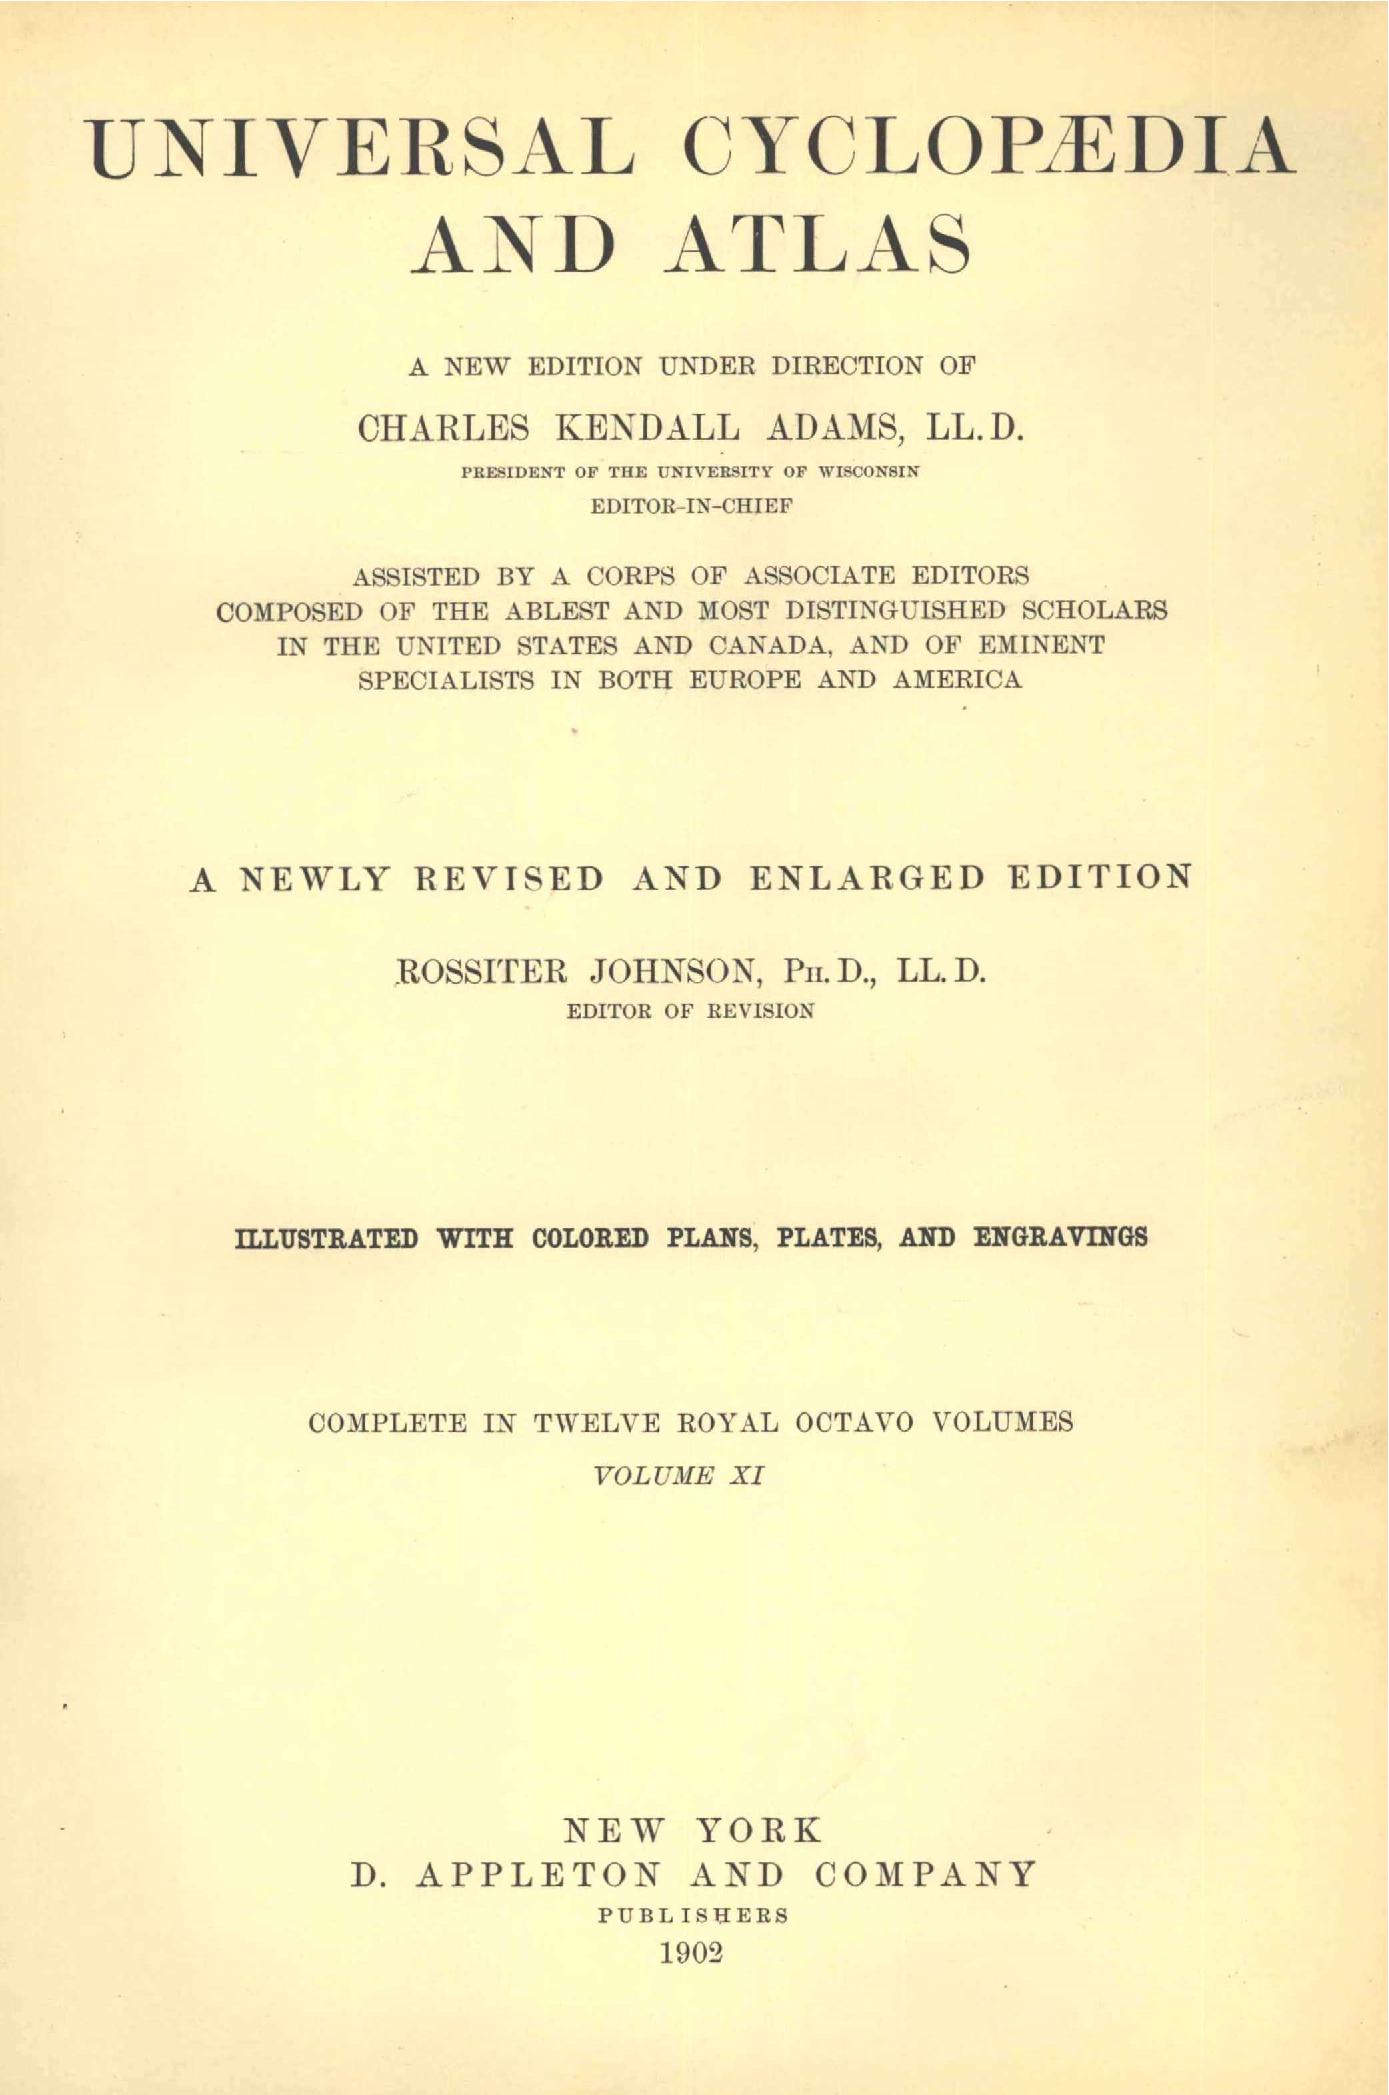 UNIVERSAL CYCLOPÆDIA
AND ATLAS
A NEW EDITION UNDER DIRECTION OF
CHARLES KENDALL ADAMS, LL.D.
PRESIDENT OF THE UNIVERSITY OF WISCONSIN
EDITOR-IN-CHIEF
ASSISTED BY A CORPS OF ASSOCIATE EDITORS
COMPOSED OF THE ABLEST AND MOST DISTINGUISHED SCHOLARS
IN THE UNITED STATES AND CANADA, AND OF EMINENT
SPECIALISTS IN BOTH EUROPE AND AMERICA
A NEWLY REVISED AND ENLARGED EDITION
ROSSITER JOHNSON, PH.D., LL.D.
EDITOR OF REVISION
ILLUSTRATED WITH COLORED PLANS, PLATES, AND ENGRAVINGS
COMPLETE IN TWELVE ROYAL OCTAVO VOLUMES
VOLUME XI
NEW YORK
D. APPLETON AND COMPANY
PUBLISHERS
1902